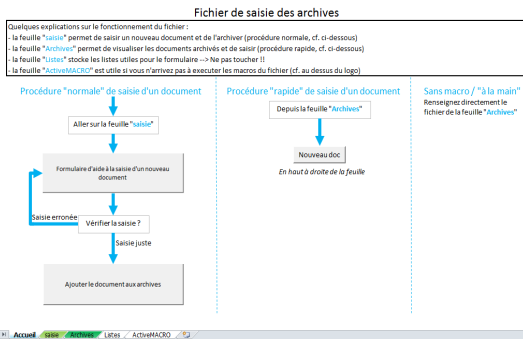 Fichier de saisie des archives
Quelques explications sur le fonctionnement du fichier :
- la feuille "saisie" permet de saisir un nouveau document et de l'archiver (procédure normale, cf. ci-dessous)
- la feuille "Archives" permet de visualiser les documents archivés et de saisir (procédure rapide, cf. ci-dessous)
- la feuille "Listes" stocke les listes utiles pour le formulaire --> Ne pas toucher !!
- la feuille "ActiveMACRO" est utile si vous n'arrivez pas à executer les macros du fichier (cf. au dessus du logo)
Procédure "normale" de saisie d'un document
Aller sur la feuille "saisie"
Formulaire d'aide à la saisie d'un nouveau
document
Saisie erronée
Vérifier la saisie ?
Saisie juste
Ajouter le document aux archives
Procédure "rapide" de saisie d'un document
Depuis la feuille "Archives"
Nouveau doc
En haut à droite de la feuille
Sans macro / "à la main"
Renseignez directement le
fichier de la feuille "Archives"
Accueil saisie Archives Listes ActiveMACRO